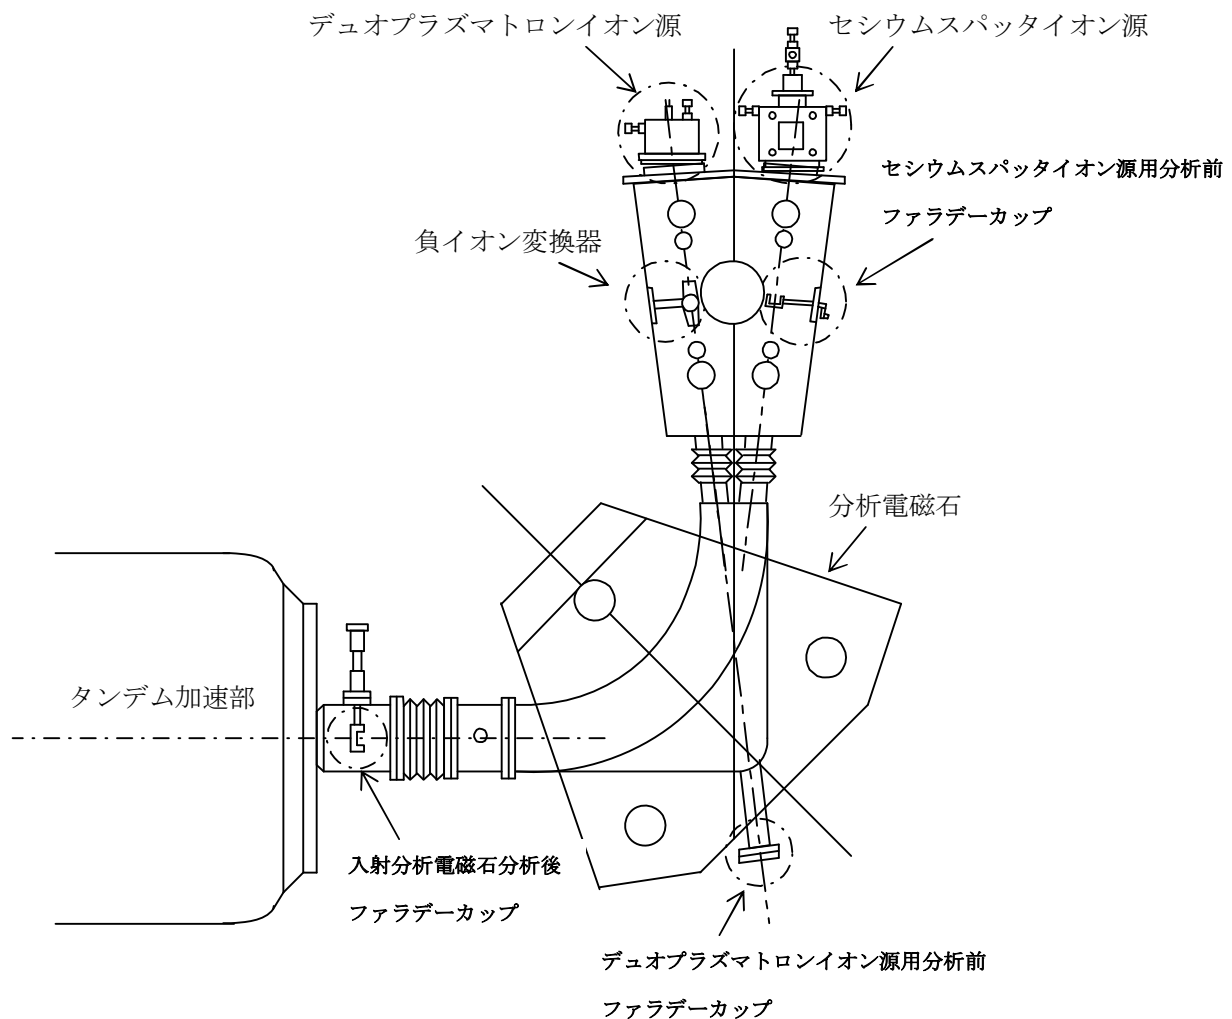 デュオプラズマトロンイオン源
セシウムスパッタイオン源
セシウムスパッタイオン源用分析前
ファラデーカップ
負イオン変換器
分析電磁石
タンデム加速部
入射分析電磁石分析後
ファラデーカップ
デュオプラズマトロンイオン源用分析前
ファラデーカップ